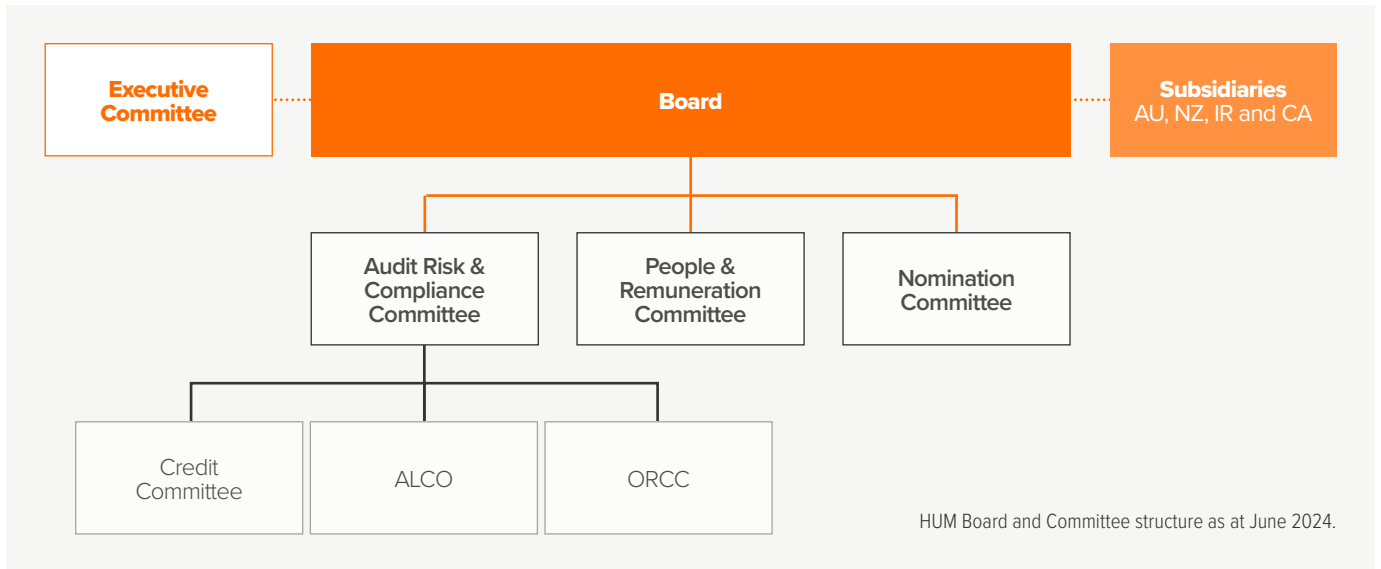 Executive
Committee
Board
Subsidiaries
AU, NZ, IR and CA
Audit Risk &
Compliance
Committee
People &
Remuneration
Committee
Nomination
Committee
Credit
Committee
ALCO
ORCC
HUM Board and Committee structure as at June 2024.